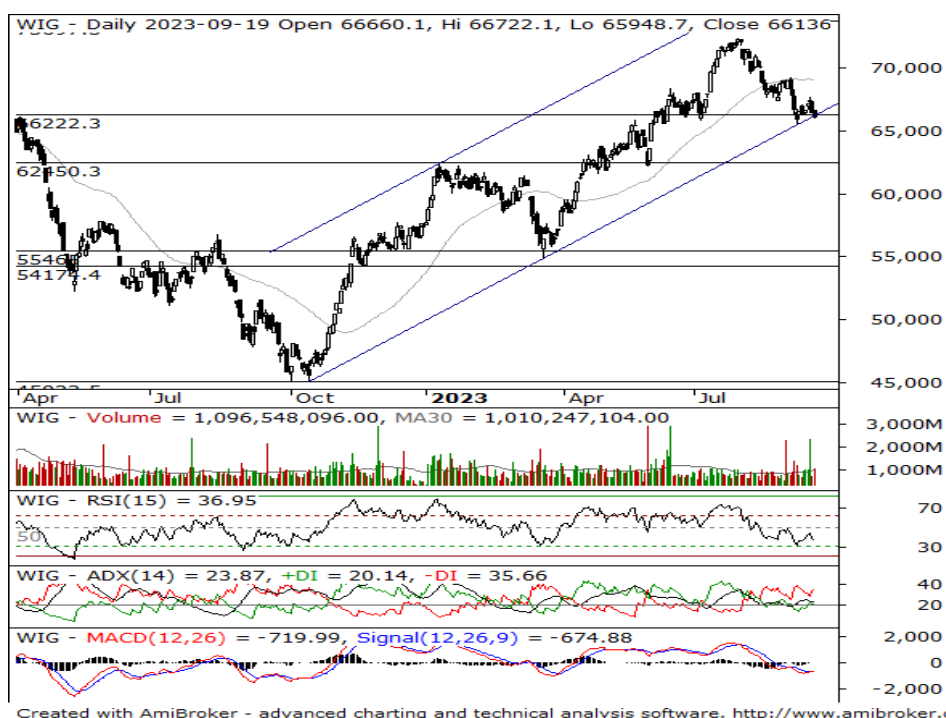 WIG - Daily 2023-09-19 Open 66660.1, Hi 66722.1, Lo 65948.7, Close 66136
70,000
66222.3
65,000
62450.3
60,000
55,000
54174.4
50,000
45,000
Apr Jul Oct 2023 Apr Jul
WIG - Volume = 1,096,548,096.00, MA30 = 1,010,247,104.00
3,000M
2,000M
1,000M
WIG - RSI(15) = 36.95
70
50
30
WIG - ADX(14) = 23.87, +DI = 20.14, -DI = 35.66
40
20
WIG - MACD(12,26) = -719.99, Signal(12,26,9) = -674.88
2,000
0
-2,000
Created with AmiBroker - advanced charting and technical analysis software. http://www.amibroker.